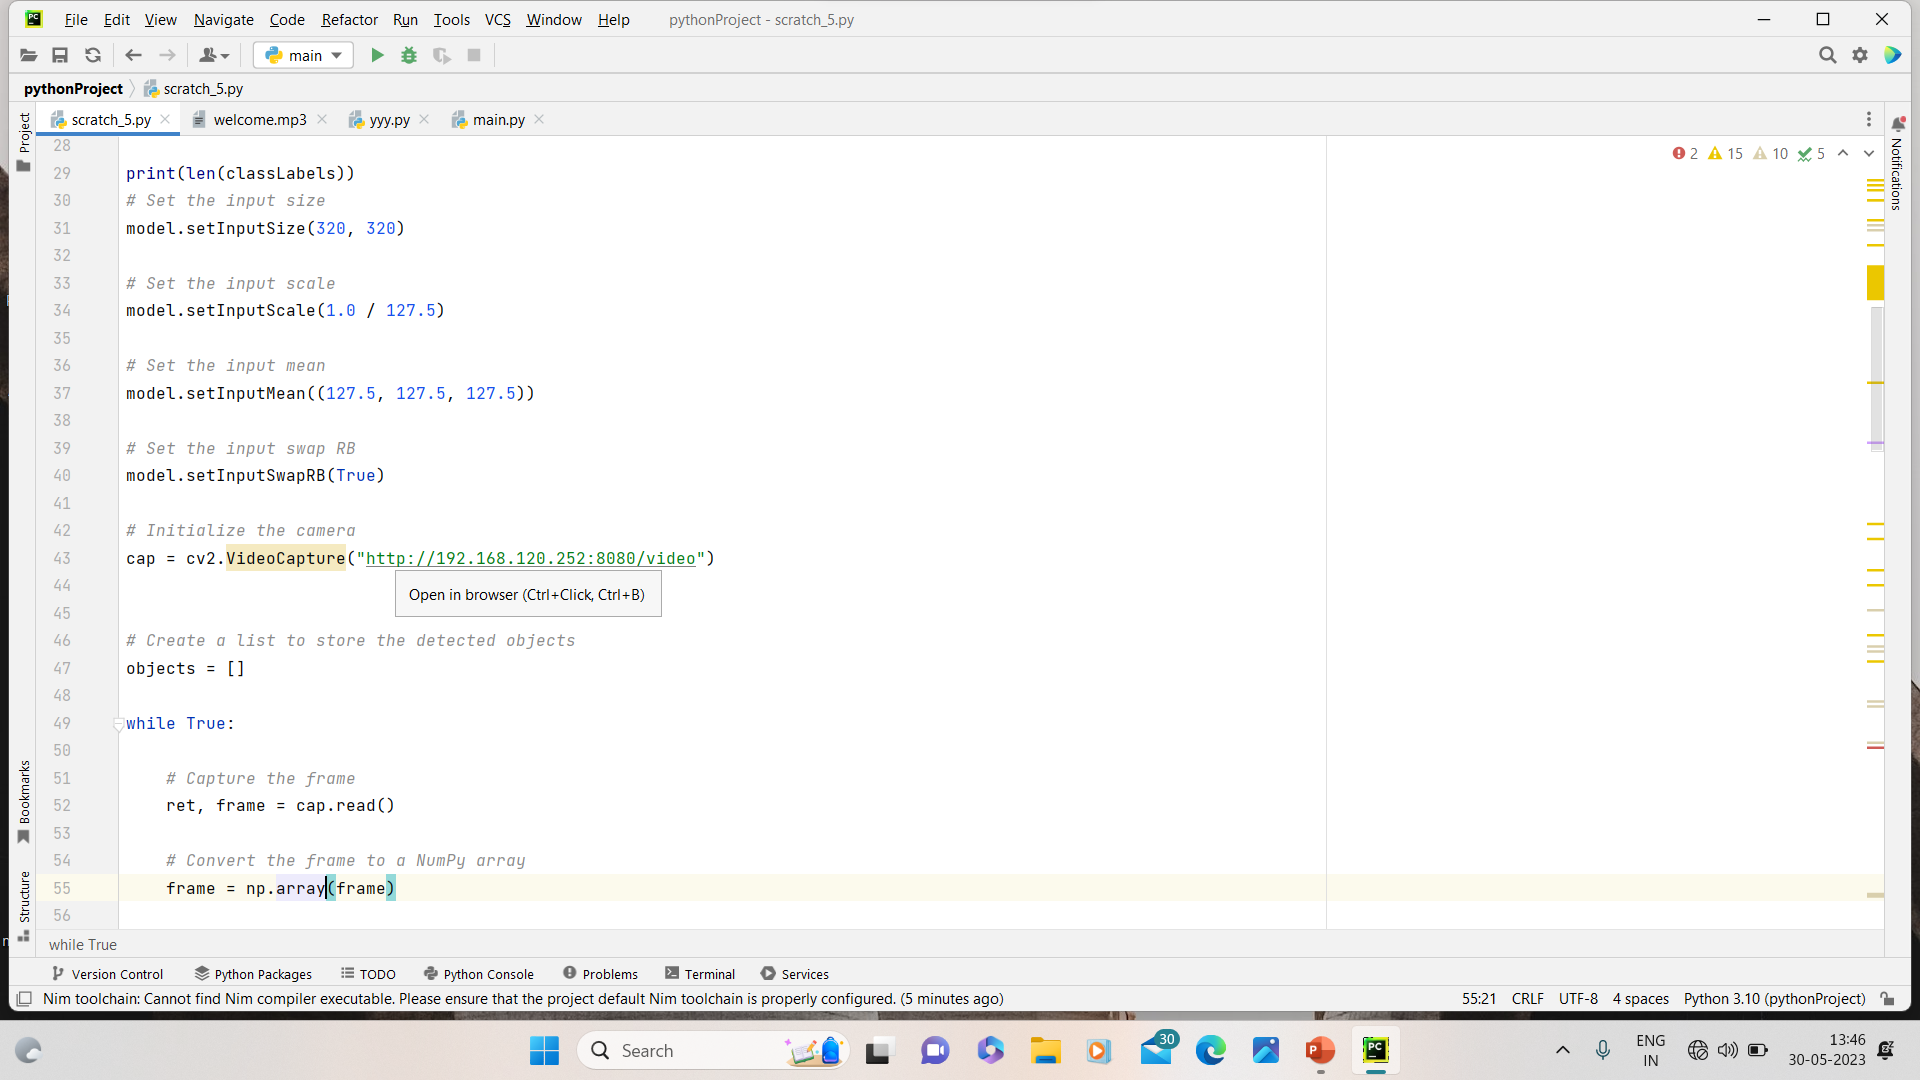 File Edit View Navigate Code Refactor Run Tools VCS Window Help pythonProject - scratch_5.py
main
pythonProject scratch_5.py
scratch_5.py welcome.mp3 yyy.py main.py
Project
Notifications
2 15 10 5
28
29 print(len(classLabels))
30 # Set the input size
31 model.setInputSize(320, 320)
32
33 # Set the input scale
34 model.setInputScale(1.0 / 127.5)
35
36 # Set the input mean
37 model.setInputMean((127.5, 127.5, 127.5))
38
39 # Set the input swap RB
40 model.setInputSwapRB(True)
41
42 # Initialize the camera
43 cap = cv2.VideoCapture("http://192.168.120.252:8080/video")
44
Open in browser (Ctrl+Click, Ctrl+B)
45
46 # Create a list to store the detected objects
47 objects = []
48
49 while True:
50
51 # Capture the frame
52 ret, frame = cap.read()
53
54 # Convert the frame to a NumPy array
55 frame = np.array(frame)
56
Bookmarks
Structure
while True
Version Control Python Packages TODO Python Console Problems Terminal Services
Nim toolchain: Cannot find Nim compiler executable. Please ensure that the project default Nim toolchain is properly configured. (5 minutes ago) 55:21 CRLF UTF-8 4 spaces Python 3.10 (pythonProject)
Search 30 ENG IN 13:46
30-05-2023